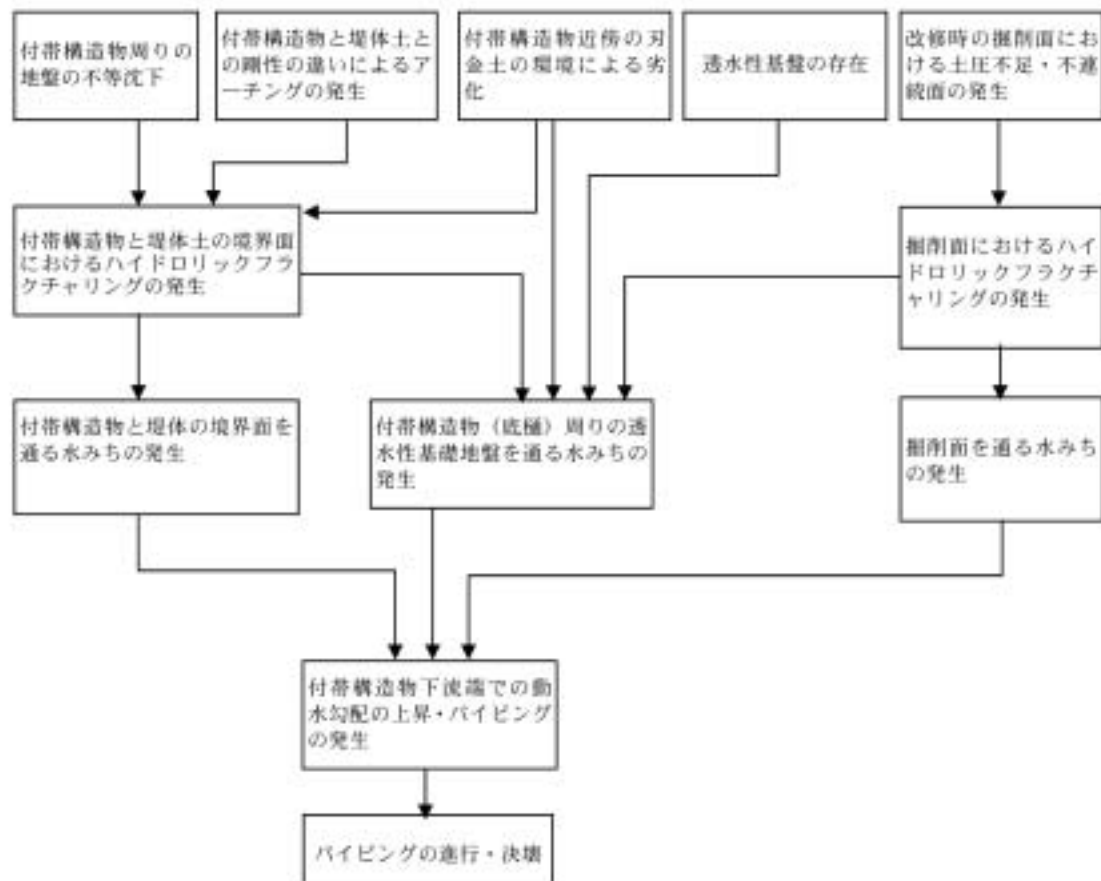 付帯構造物周りの
地盤の不等沈下
付帯構造物と堤体土と
の剛性の違いによるア
ーチングの発生
付帯構造物近傍の刃
金土の環境による劣
化
透水性基盤の存在
改修時の掘削面にお
ける土圧不足・不連
続面の発生
付帯構造物と堤体土の境界面
におけるハイドロリックフラ
クチャリングの発生
掘削面におけるハイ
ドロリックフラクチ
ャリングの発生
付帯構造物と堤体の境界面を
通る水みちの発生
付帯構造物（底樋）周りの透
水性基礎地盤を通る水みちの
発生
掘削面を通る水みち
の発生
付帯構造物下流端での動
水勾配の上昇・パイピング
の発生
パイピングの進行・決壊